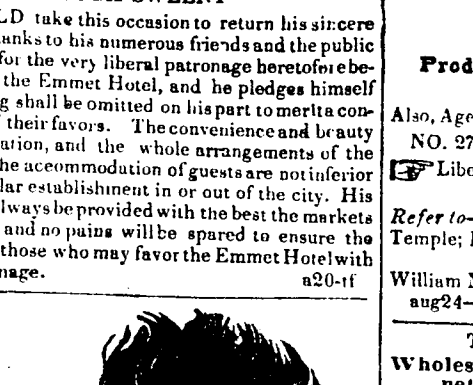 LD take this occasion to return his sincere
anks to his numerous friends and the public
for the very liberal patronage heretofore be-
the Emmet Hotel, and he pledges himself
g shall be omitted on his part to merit a con-
their favors. The convenience and beauty
ation, and the whole arrangements of the
he accommodation of guests are not inferior
lar establishment in or out of the city. His
lways be provided with the best the markets
and no pains will be spared to ensure the
those who may favor the Emmet Hotel with
nage. a20-tf
Prod
Also, Age
NO. 27
Libe
Refer to-
Temple;
William
aug24-
Wholes